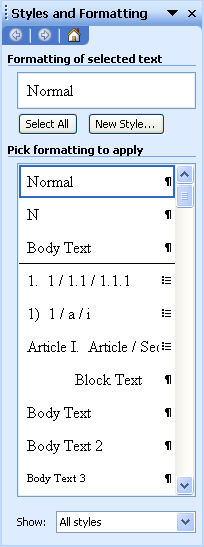 Styles and Formatting
Formatting of selected text
Normal
Select All New Style...
Pick formatting to apply
Normal ¶
N ¶
Body Text ¶
1. 1 / 1.1 / 1.1.1
1) 1 / a / i
Article I. Article / Sec
Block Text ¶
Body Text ¶
Body Text 2 ¶
Body Text 3 ¶
Show: All styles